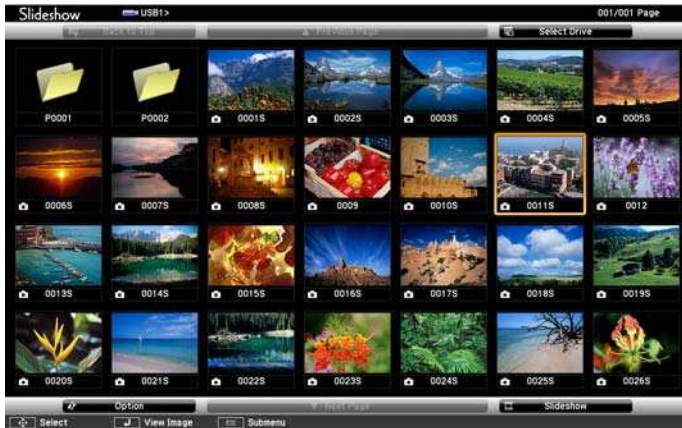 Slideshow USB1> 001/001 Page
Back to Top Previous Page Select Drive
P0001 P0002 0001S 0002S 0003S 0004S 0005S
0006S 0007S 0008S 0009 0010S 0011S 0012
0013S 0014S 0015S 0016S 0017S 0018S 0019S
0020S 0021S 0022S 0023S 0024S 0025S 0026S
Option Next Page Slideshow
Select View Image Esc Submenu